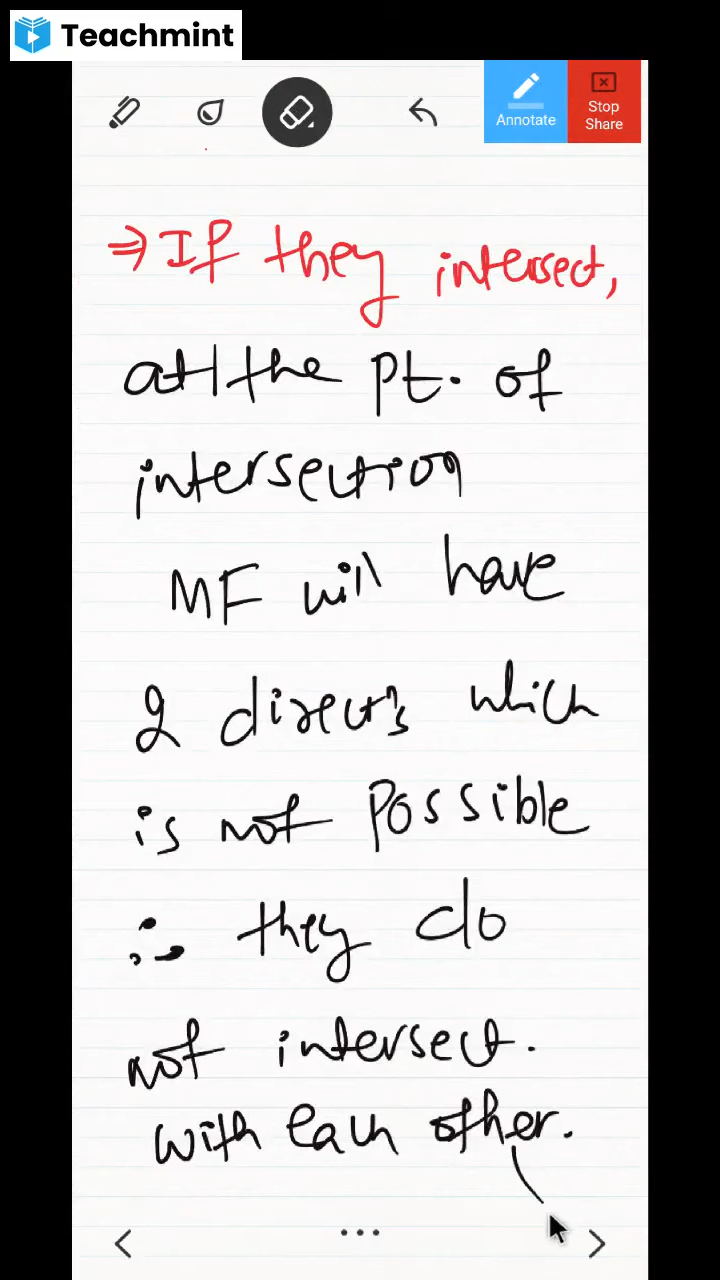 Teachmint
Annotate
Stop
Share
⇒ If they intersect,
at the pt. of
intersection
MF will have
2 direct's which
is not possible
∴ they do
not intersect.
with each other.